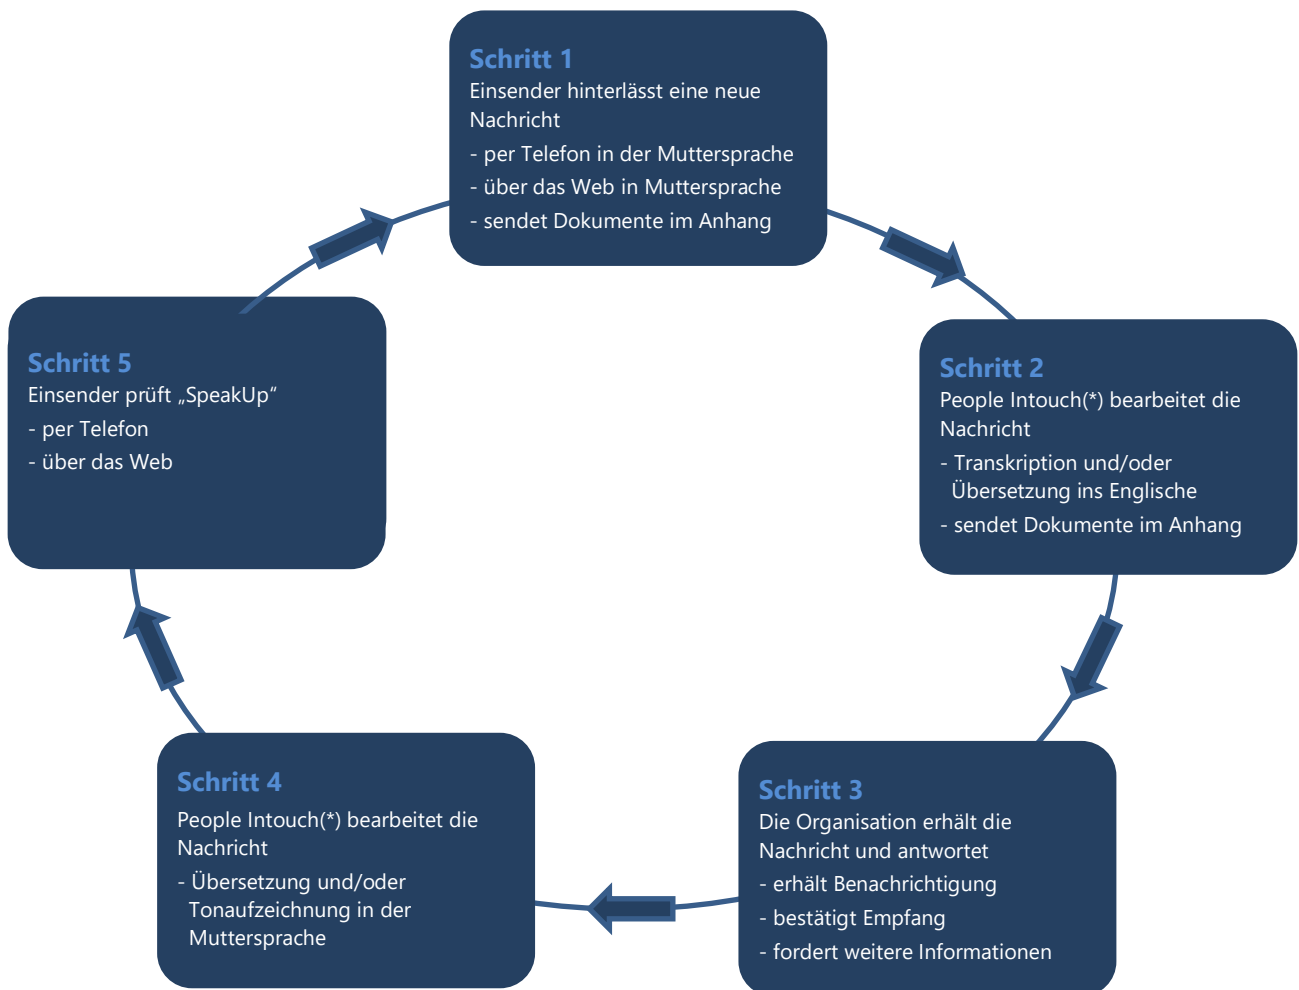 Schritt 1
Einsender hinterlässt eine neue
Nachricht
- per Telefon in der Muttersprache
- über das Web in Muttersprache
- sendet Dokumente im Anhang
Schritt 2
People Intouch(*) bearbeitet die
Nachricht
- Transkription und/oder
Übersetzung ins Englische
- sendet Dokumente im Anhang
Schritt 3
Die Organisation erhält die
Nachricht und antwortet
- erhält Benachrichtigung
- bestätigt Empfang
- fordert weitere Informationen
Schritt 4
People Intouch(*) bearbeitet die
Nachricht
- Übersetzung und/oder
Tonaufzeichnung in der
Muttersprache
Schritt 5
Einsender prüft „SpeakUp“
- per Telefon
- über das Web